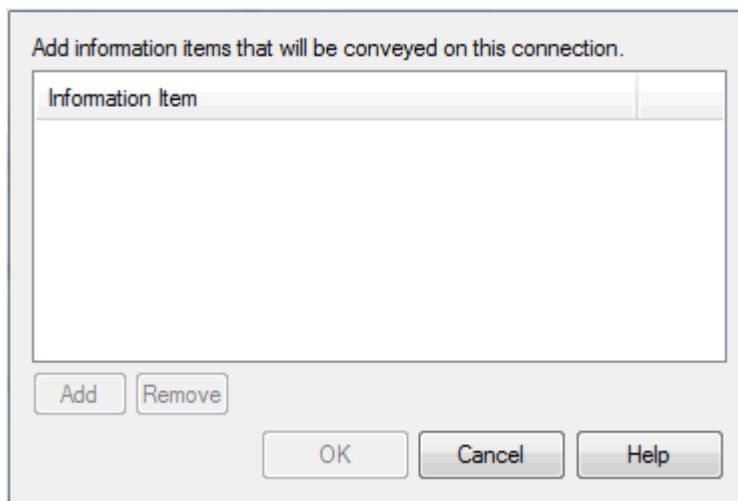 Add information items that will be conveyed on this connection.
Information Item
Add Remove
OK Cancel Help